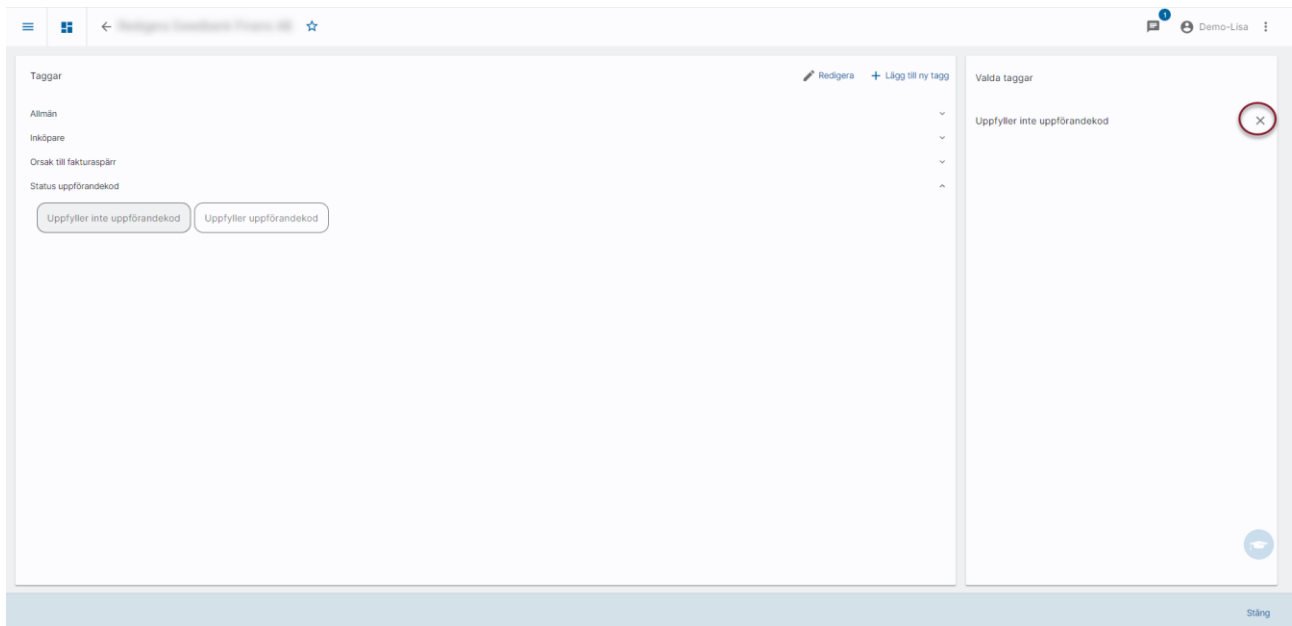 1
Demo-Lisa
Taggar
Redigera
Lägg till ny tagg
Allmän
Inköpare
Orsak till fakturaspärr
Status uppförandekod
Uppfyller inte uppförandekod
Uppfyller uppförandekod
Valda taggar
Uppfyller inte uppförandekod
Stäng